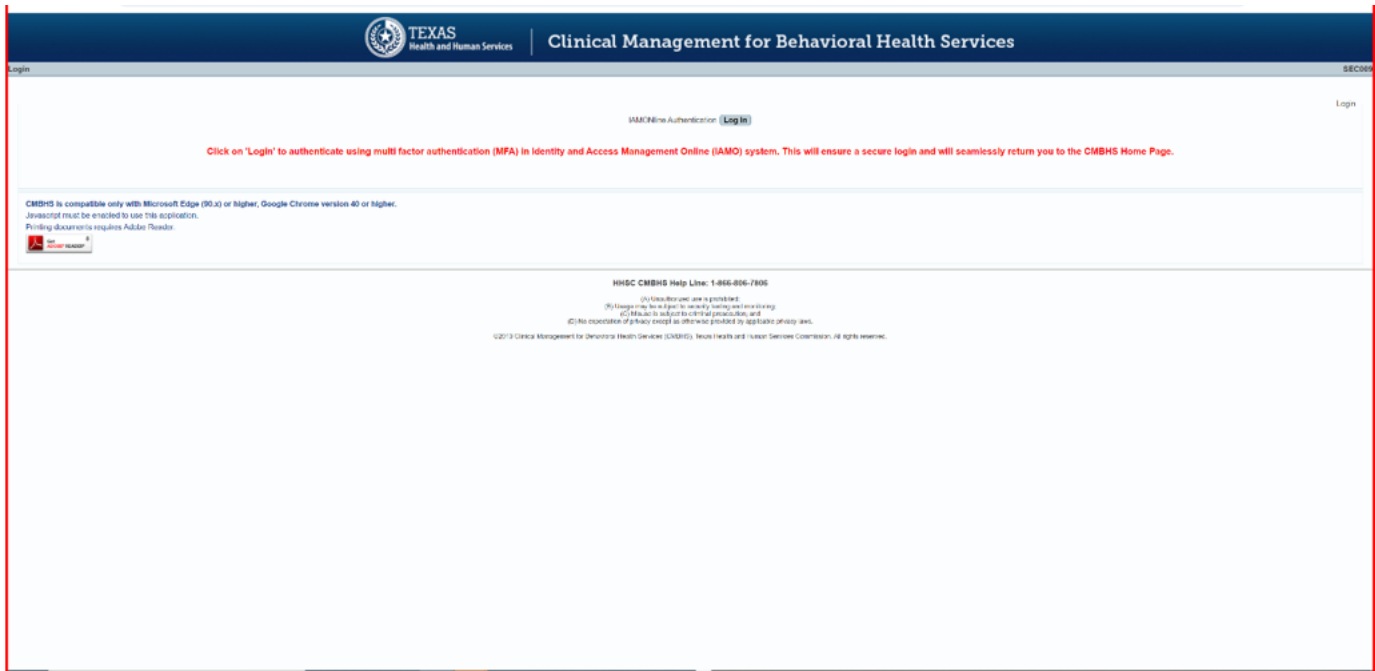 TEXAS
Health and Human Services
Clinical Management for Behavioral Health Services
Login
SEC009
Login
IAMONline Authentication Log In
Click on 'Login' to authenticate using multi factor authentication (MFA) in Identity and Access Management Online (IAMO) system. This will ensure a secure login and will seamlessly return you to the CMBHS Home Page.
CMBHS is compatible only with Microsoft Edge (90.x) or higher, Google Chrome version 40 or higher.
Javascript must be enabled to use this application.
Printing documents requires Adobe Reader.
Get
ADOBE® READER®
HHSC CMBHS Help Line: 1-866-806-7806
(A) Unauthorized use is prohibited;
(B) Usage may be subject to security testing and monitoring;
(C) Misuse is subject to criminal prosecution; and
(D) No expectation of privacy except as otherwise provided by applicable privacy laws.
©2013 Clinical Management for Behavioral Health Services (CMBHS), Texas Health and Human Services Commission. All rights reserved.